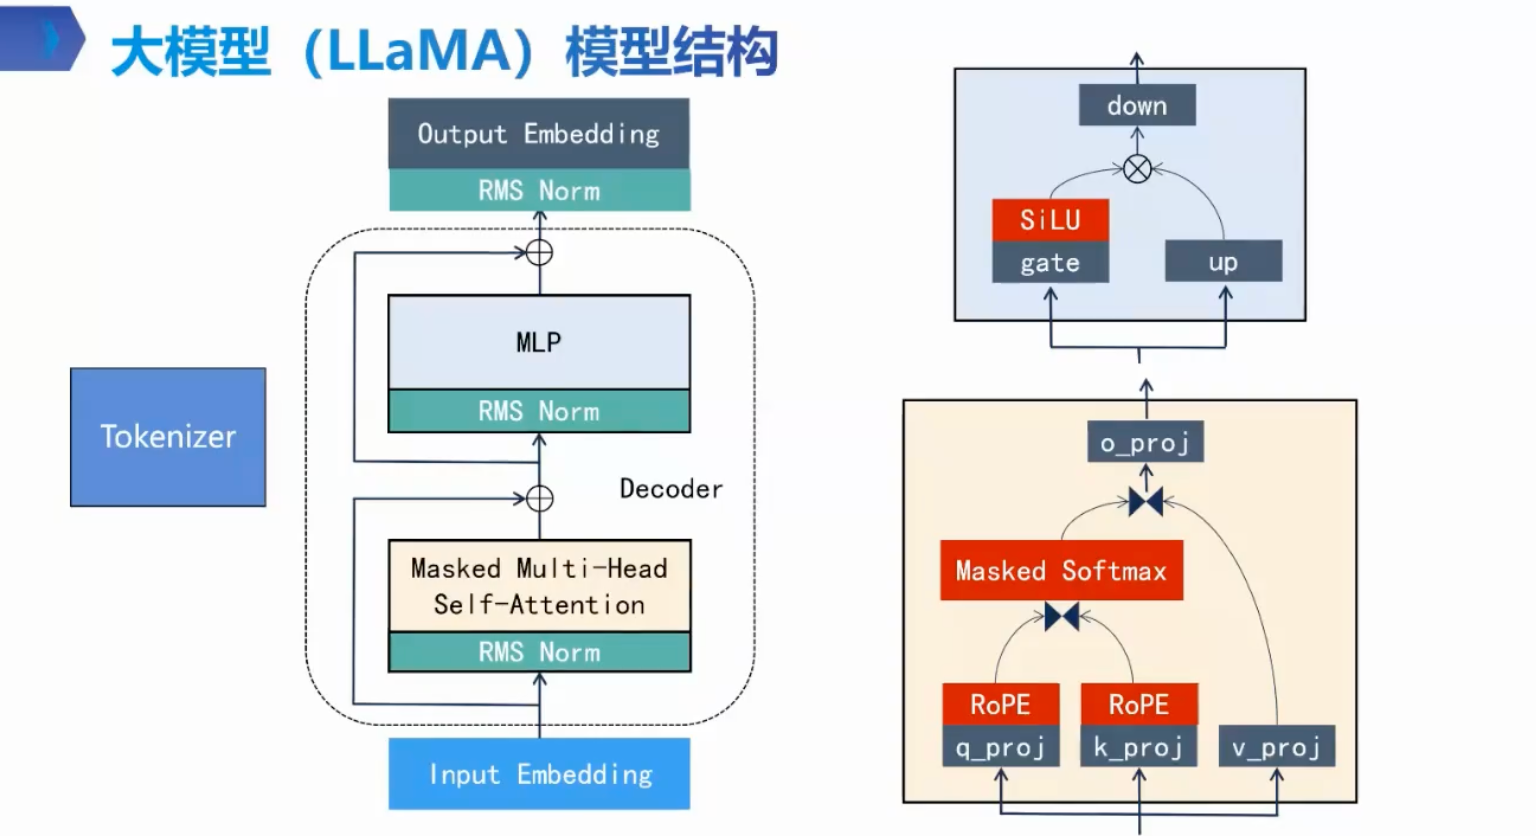 大模型（LLaMA）模型结构
Output Embedding
RMS Norm
MLP
RMS Norm
Decoder
Masked Multi-Head
Self-Attention
RMS Norm
Input Embedding
Tokenizer
down
SiLU
gate
up
o_proj
Masked Softmax
RoPE
RoPE
q_proj
k_proj
v_proj